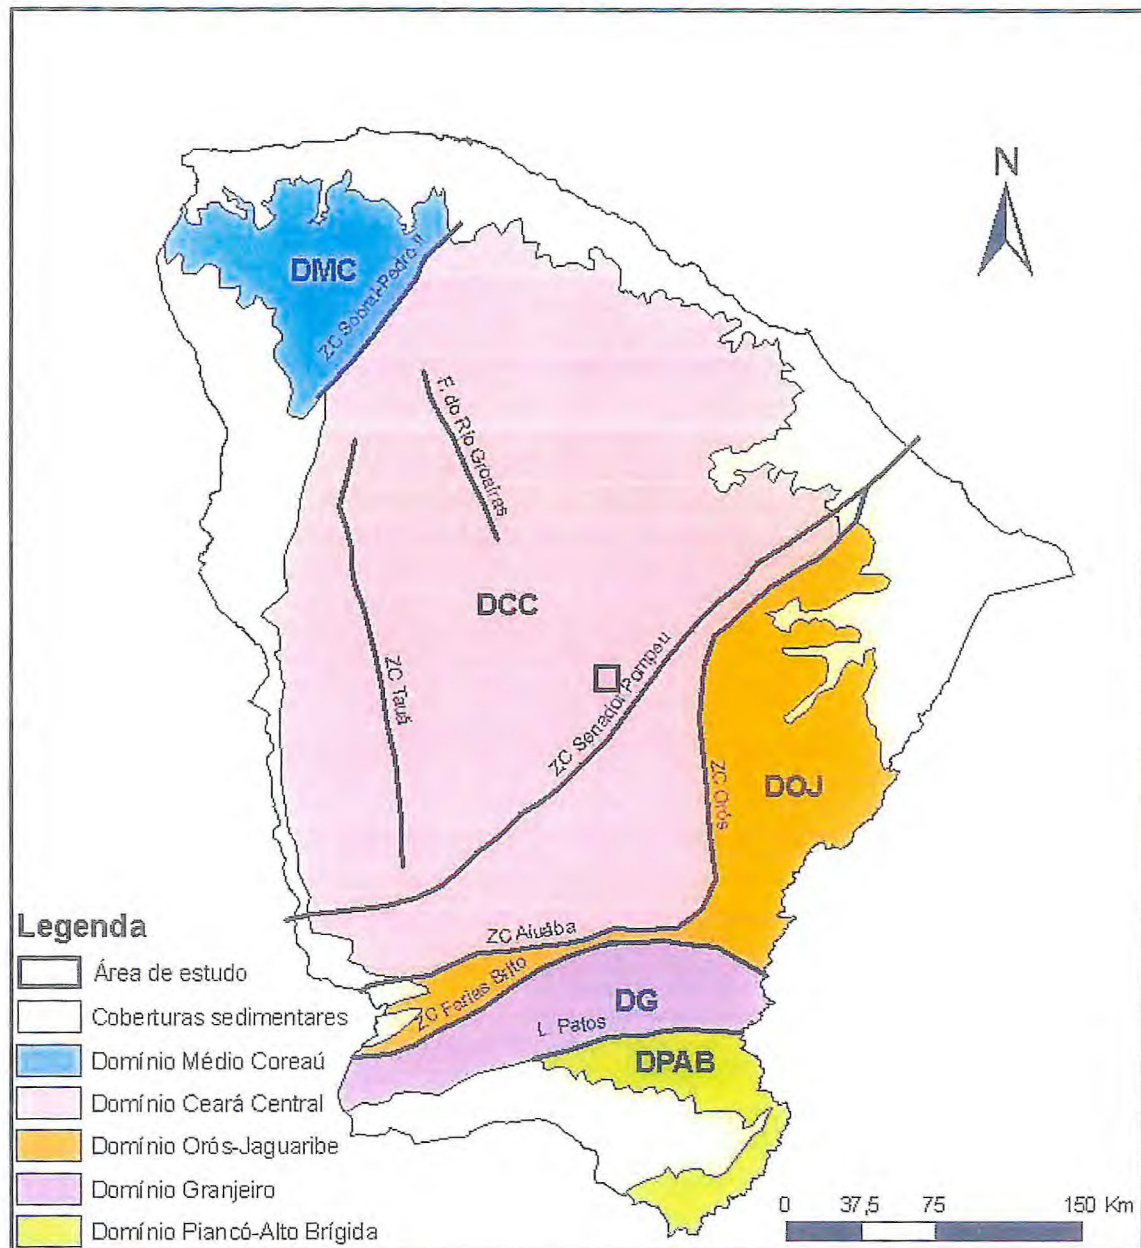 N
DMC
ZC Sobral-Pedro II
F. do Rio Groaíras
DCC
ZC Tauá
ZC Senador Pompeu
ZC Orós
DOJ
ZC Aiuába
ZC Farias Brito
DG
L. Patos
DPAB
Legenda
Área de estudo
Coberturas sedimentares
Domínio Médio Coreaú
Domínio Ceará Central
Domínio Orós-Jaguaribe
Domínio Granjeiro
Domínio Piancó-Alto Brígida
0 37,5 75 150 Km